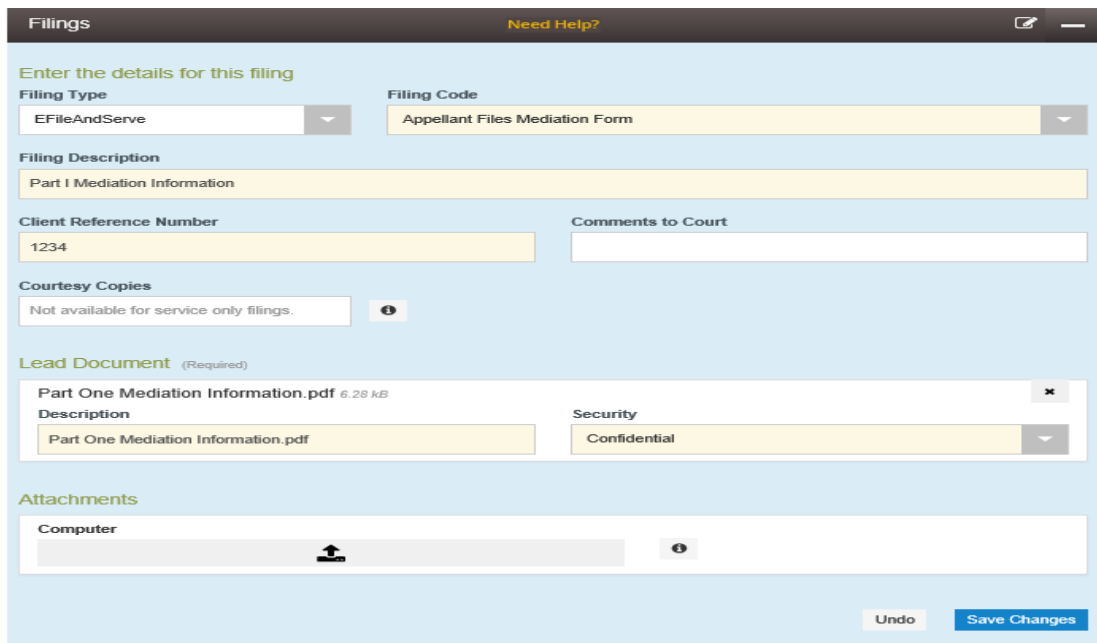 Filings Need Help?
Enter the details for this filing
Filing Type Filing Code
EFileAndServe Appellant Files Mediation Form
Filing Description
Part I Mediation Information
Client Reference Number Comments to Court
1234
Courtesy Copies
Not available for service only filings.
Lead Document (Required)
Part One Mediation Information.pdf 6.28 kB
Description Security
Part One Mediation Information.pdf Confidential
Attachments
Computer
Undo Save Changes